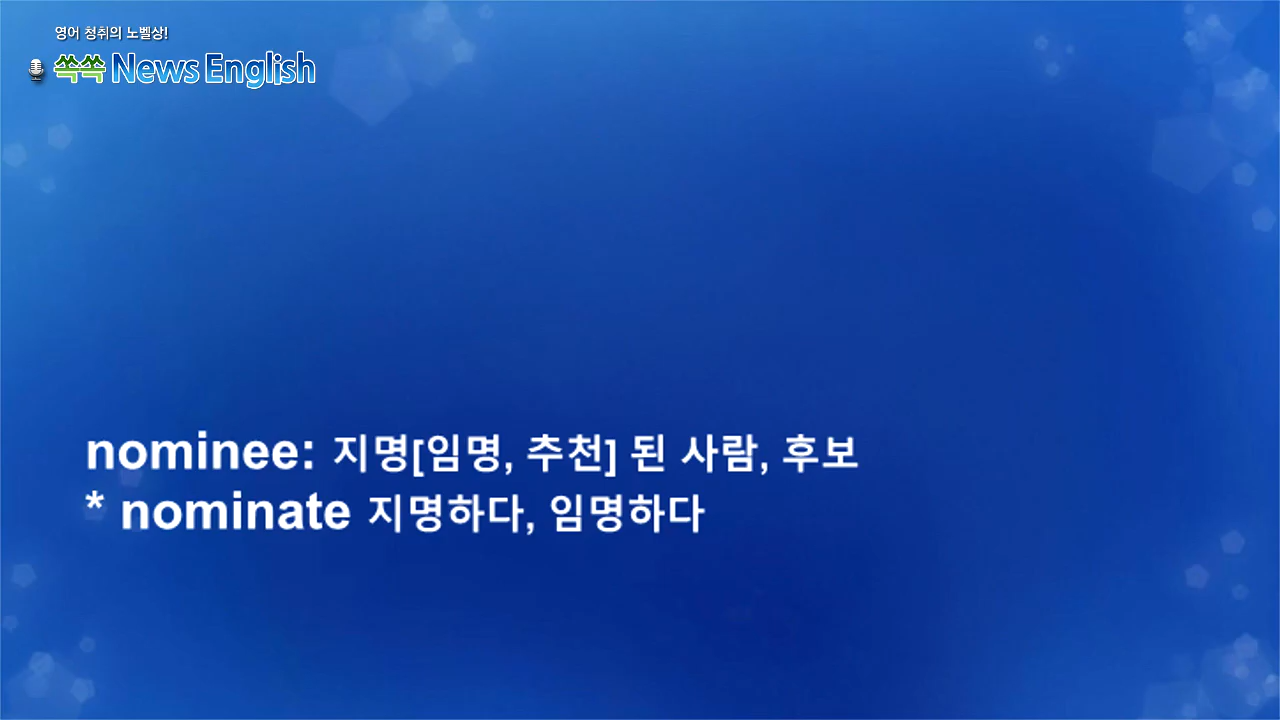 영어 청취의 노벨상!
쏙쏙 News English
nominee: 지명[임명, 추천] 된 사람, 후보
* nominate 지명하다, 임명하다